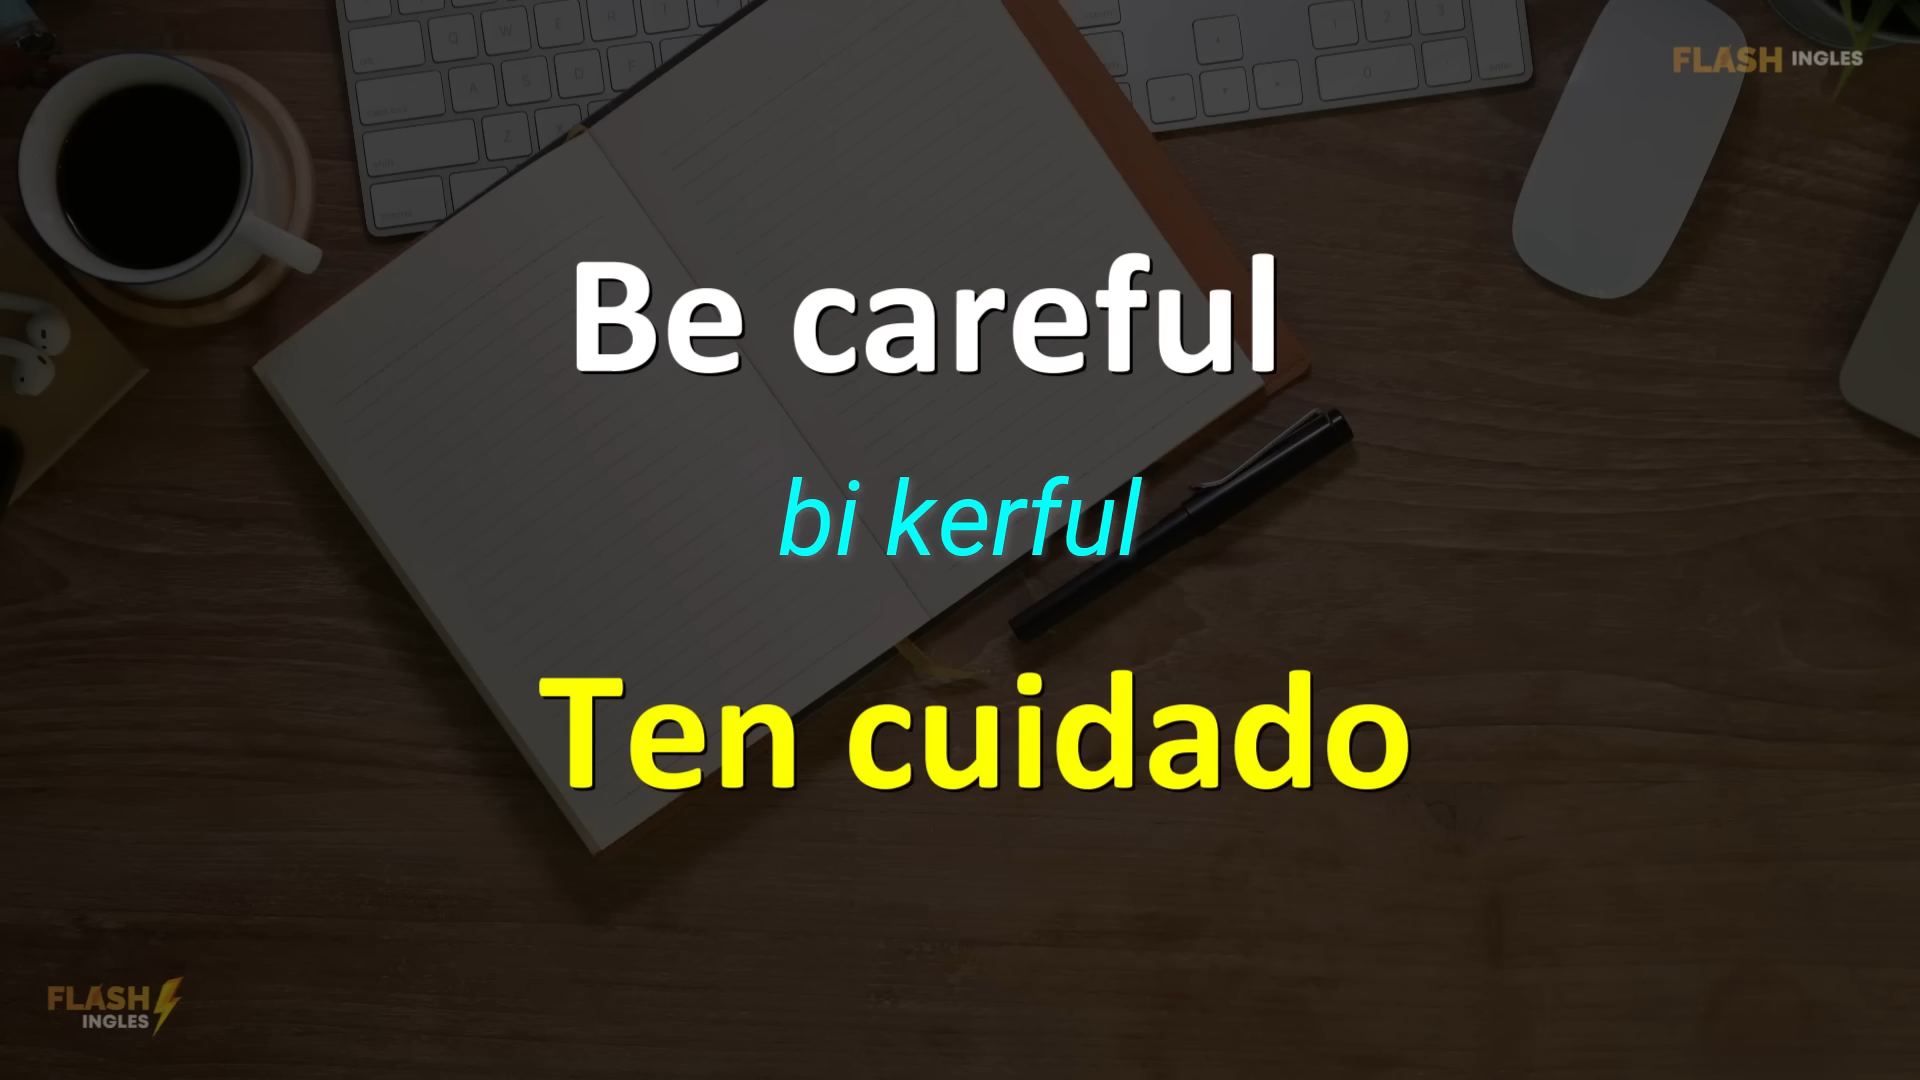 FLASH INGLES
Be careful
bi kerful
Ten cuidado
FLASH
INGLES